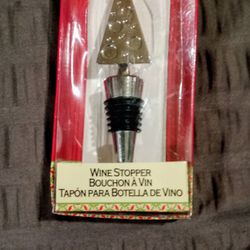 WINE STOPPER
BOUCHON À VIN
TAPÓN PARA BOTELLA DE VINO